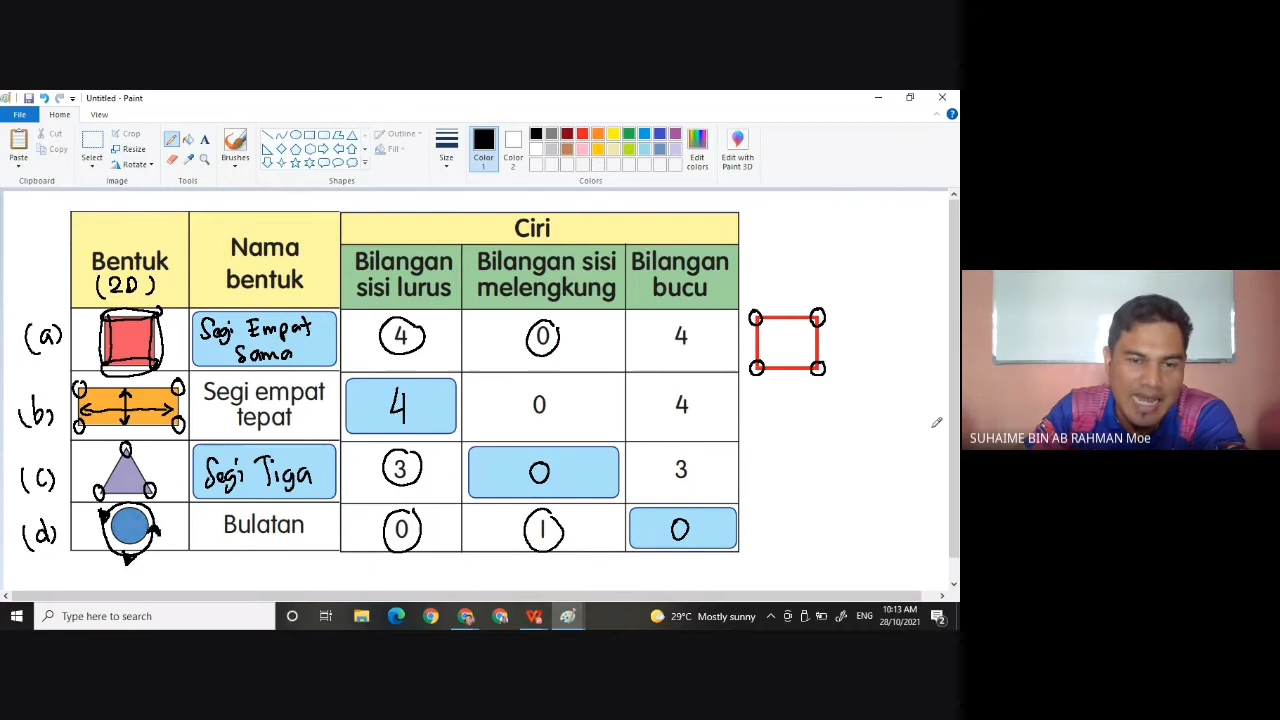 Untitled - Paint
File Home View
Paste
Cut
Copy
Clipboard
Select
Crop
Resize
Rotate
Image
Tools
Brushes
Shapes
Outline
Fill
Size
Color 1
Color 2
Colors
Edit colors
Edit with Paint 3D
Bentuk
(2D)
Nama bentuk
Ciri
Bilangan sisi lurus
Bilangan sisi melengkung
Bilangan bucu
(a) Segi Empat Sama 4 0 4
(b) Segi empat tepat 4 0 4
(c) Segi Tiga 3 0 3
(d) Bulatan 0 1 0
SUHAIME BIN AB RAHMAN Moe
Type here to search
29°C Mostly sunny
ENG
10:13 AM
28/10/2021
2